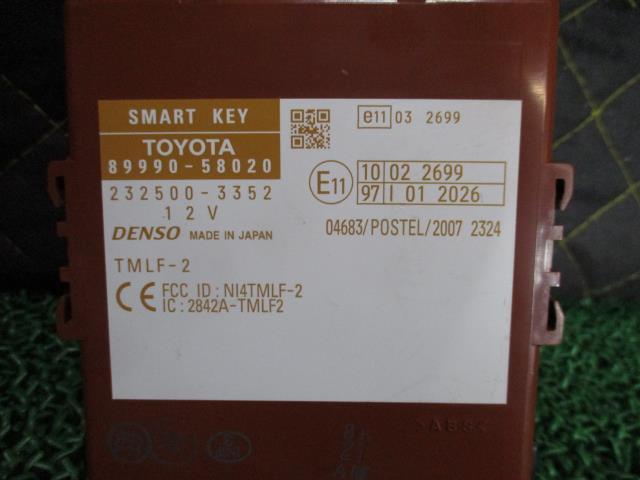 SMART KEY
TOYOTA
89990-58020
232500-3352
12V
DENSO MADE IN JAPAN
TMLF-2
CE FCC ID : NI4TMLF-2
IC : 2842A-TMLF2
e11 03 2699
E11 10 02 2699
97 I 01 2026
04683/POSTEL/2007 2324
>ABS<